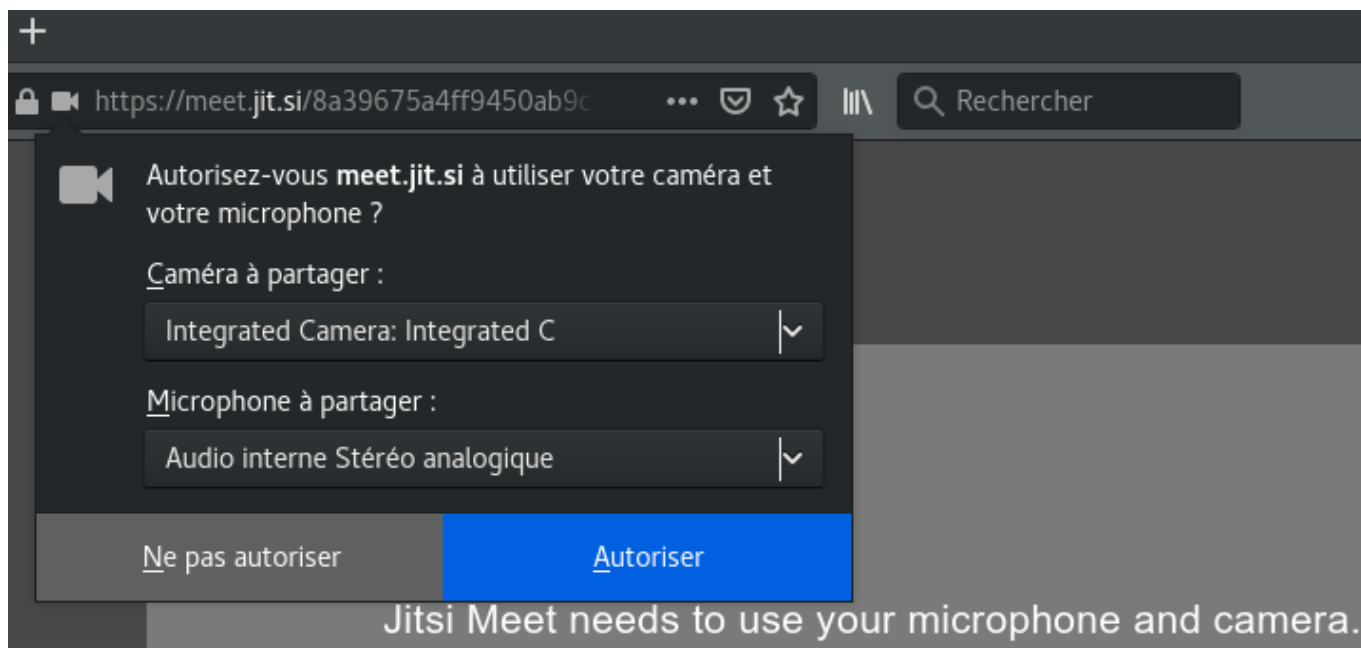 https://meet.jit.si/8a39675a4ff9450ab9c
Rechercher
Autorisez-vous meet.jit.si à utiliser votre caméra et
votre microphone ?
Caméra à partager :
Integrated Camera: Integrated C
Microphone à partager :
Audio interne Stéréo analogique
Ne pas autoriser
Autoriser
Jitsi Meet needs to use your microphone and camera.